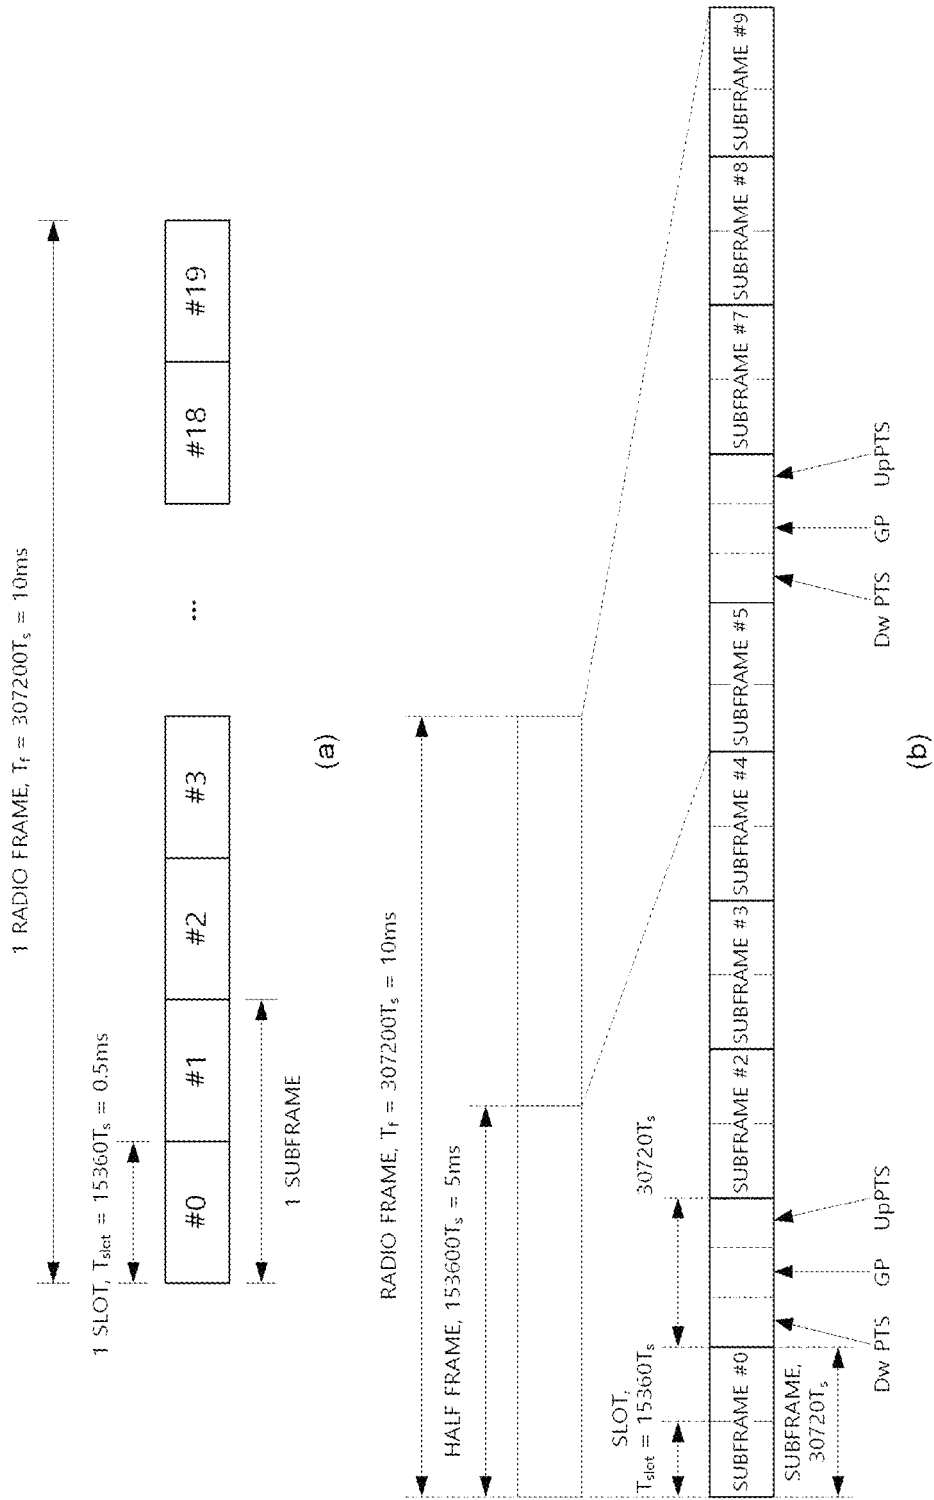 1 RADIO FRAME, Tf = 307200Ts = 10ms
1 SLOT, Tslot = 15360Ts = 0.5ms
#0
#1
#2
#3
...
#18
#19
1 SUBFRAME
(a)
RADIO FRAME, Tf = 307200Ts = 10ms
HALF FRAME, 153600Ts = 5ms
SLOT,
Tslot = 15360Ts
30720Ts
SUBFRAME #0
SUBFRAME #2
SUBFRAME #3
SUBFRAME #4
SUBFRAME #5
SUBFRAME #7
SUBFRAME #8
SUBFRAME #9
SUBFRAME,
30720Ts
Dw PTS
GP
UpPTS
Dw PTS
GP
UpPTS
(b)